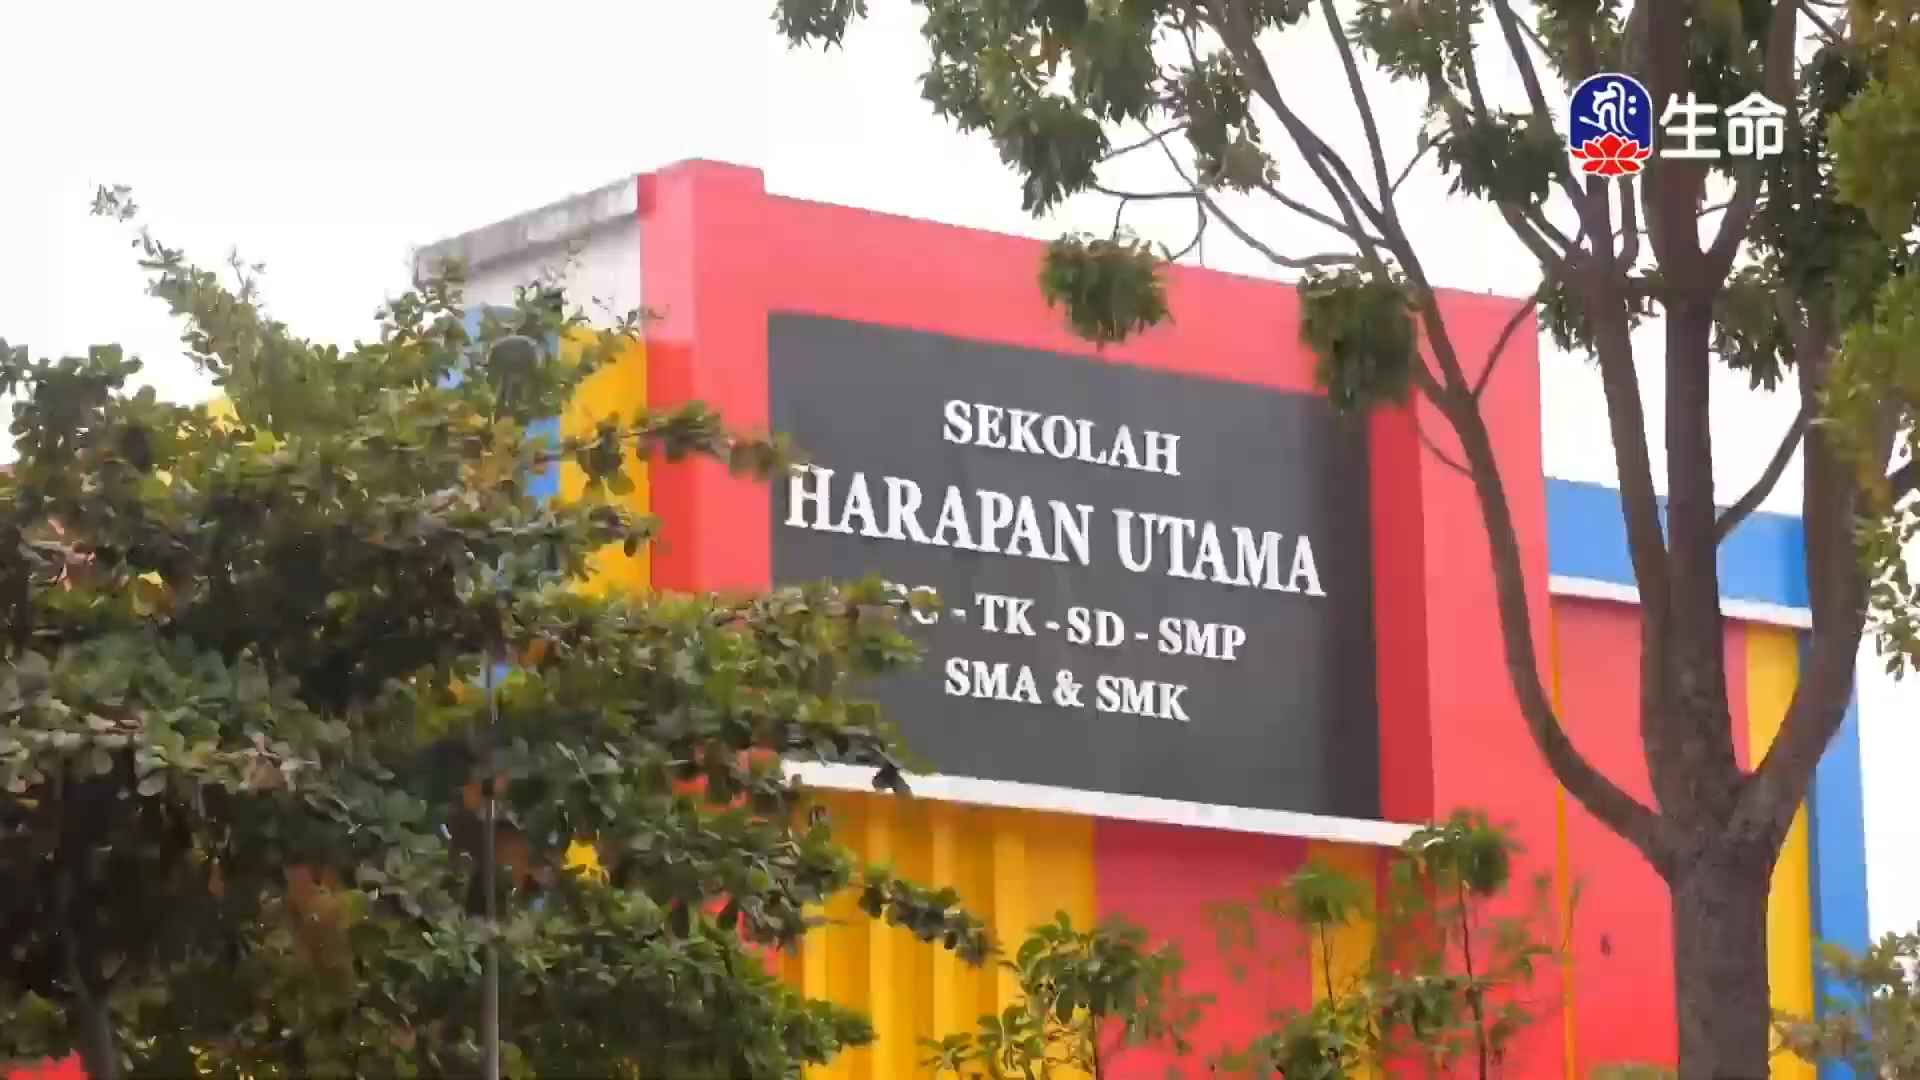 生命
SEKOLAH
HARAPAN UTAMA
- TK - SD - SMP
SMA & SMK